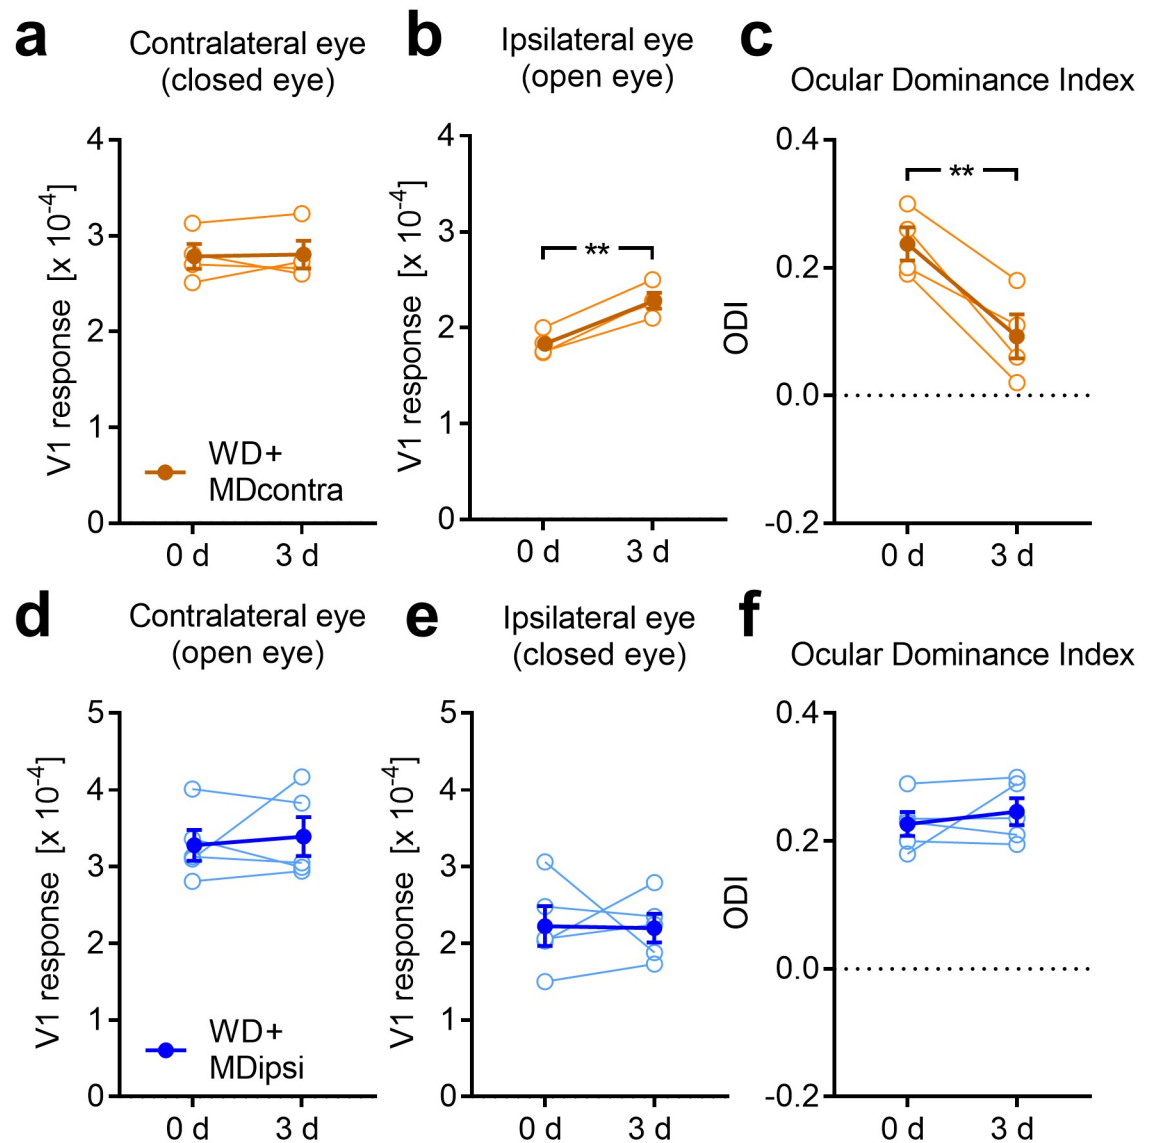 a
Contralateral eye
(closed eye)
V1 response [x 10⁻⁴]
4
3
2
1
0
WD+
MDcontra
0 d
3 d
b
Ipsilateral eye
(open eye)
V1 response [x 10⁻⁴]
4
3
2
1
0
**
0 d
3 d
c
Ocular Dominance Index
ODI
0.4
0.2
0.0
-0.2
**
0 d
3 d
d
Contralateral eye
(open eye)
V1 response [x 10⁻⁴]
5
4
3
2
1
0
WD+
MDipsi
0 d
3 d
e
Ipsilateral eye
(closed eye)
V1 response [x 10⁻⁴]
5
4
3
2
1
0
0 d
3 d
f
Ocular Dominance Index
ODI
0.4
0.2
0.0
-0.2
0 d
3 d